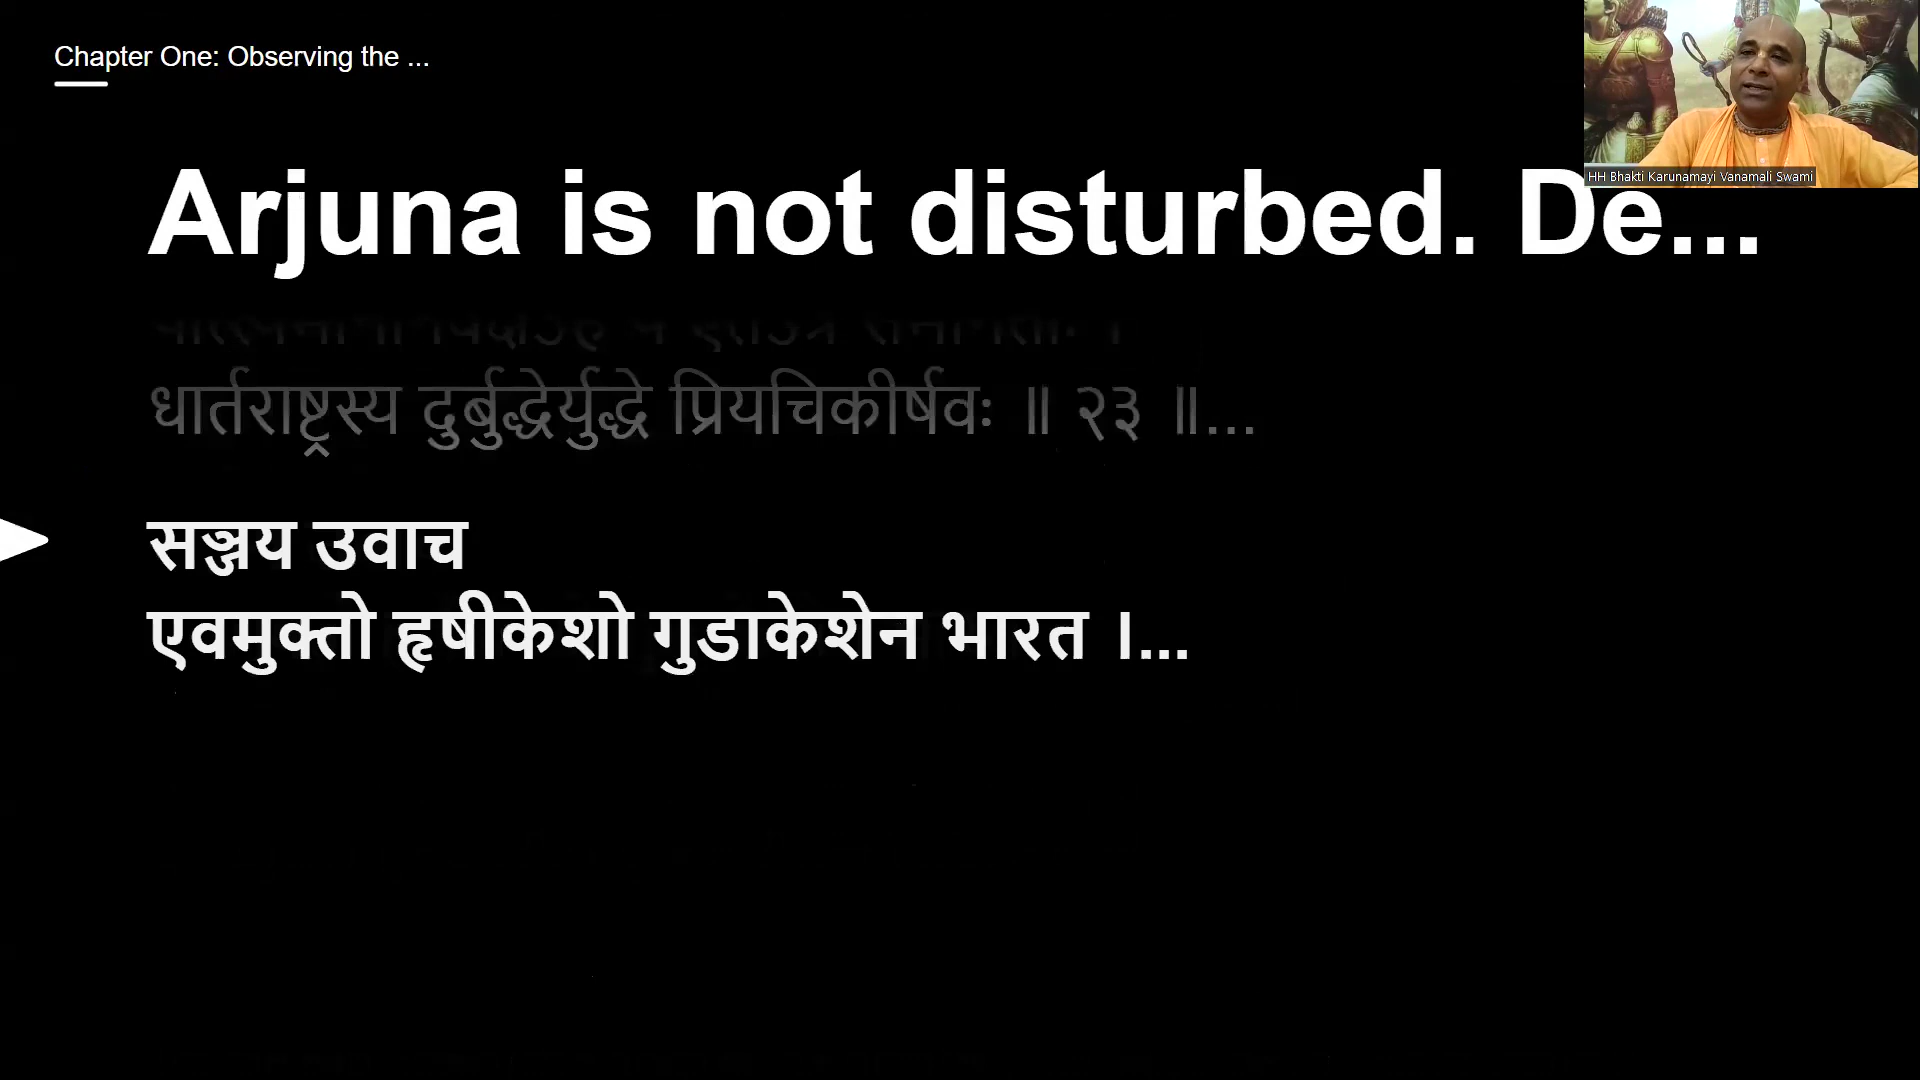 Chapter One: Observing the ...
HH Bhakti Karunamayi Vanamali Swami
Arjuna is not disturbed. De...
धार्तराष्ट्रस्य दुर्बुद्धेर्युद्धे प्रियचिकीर्षवः ॥ २३ ॥...
सञ्जय उवाच
एवमुक्तो हृषीकेशो गुडाकेशेन भारत ।...